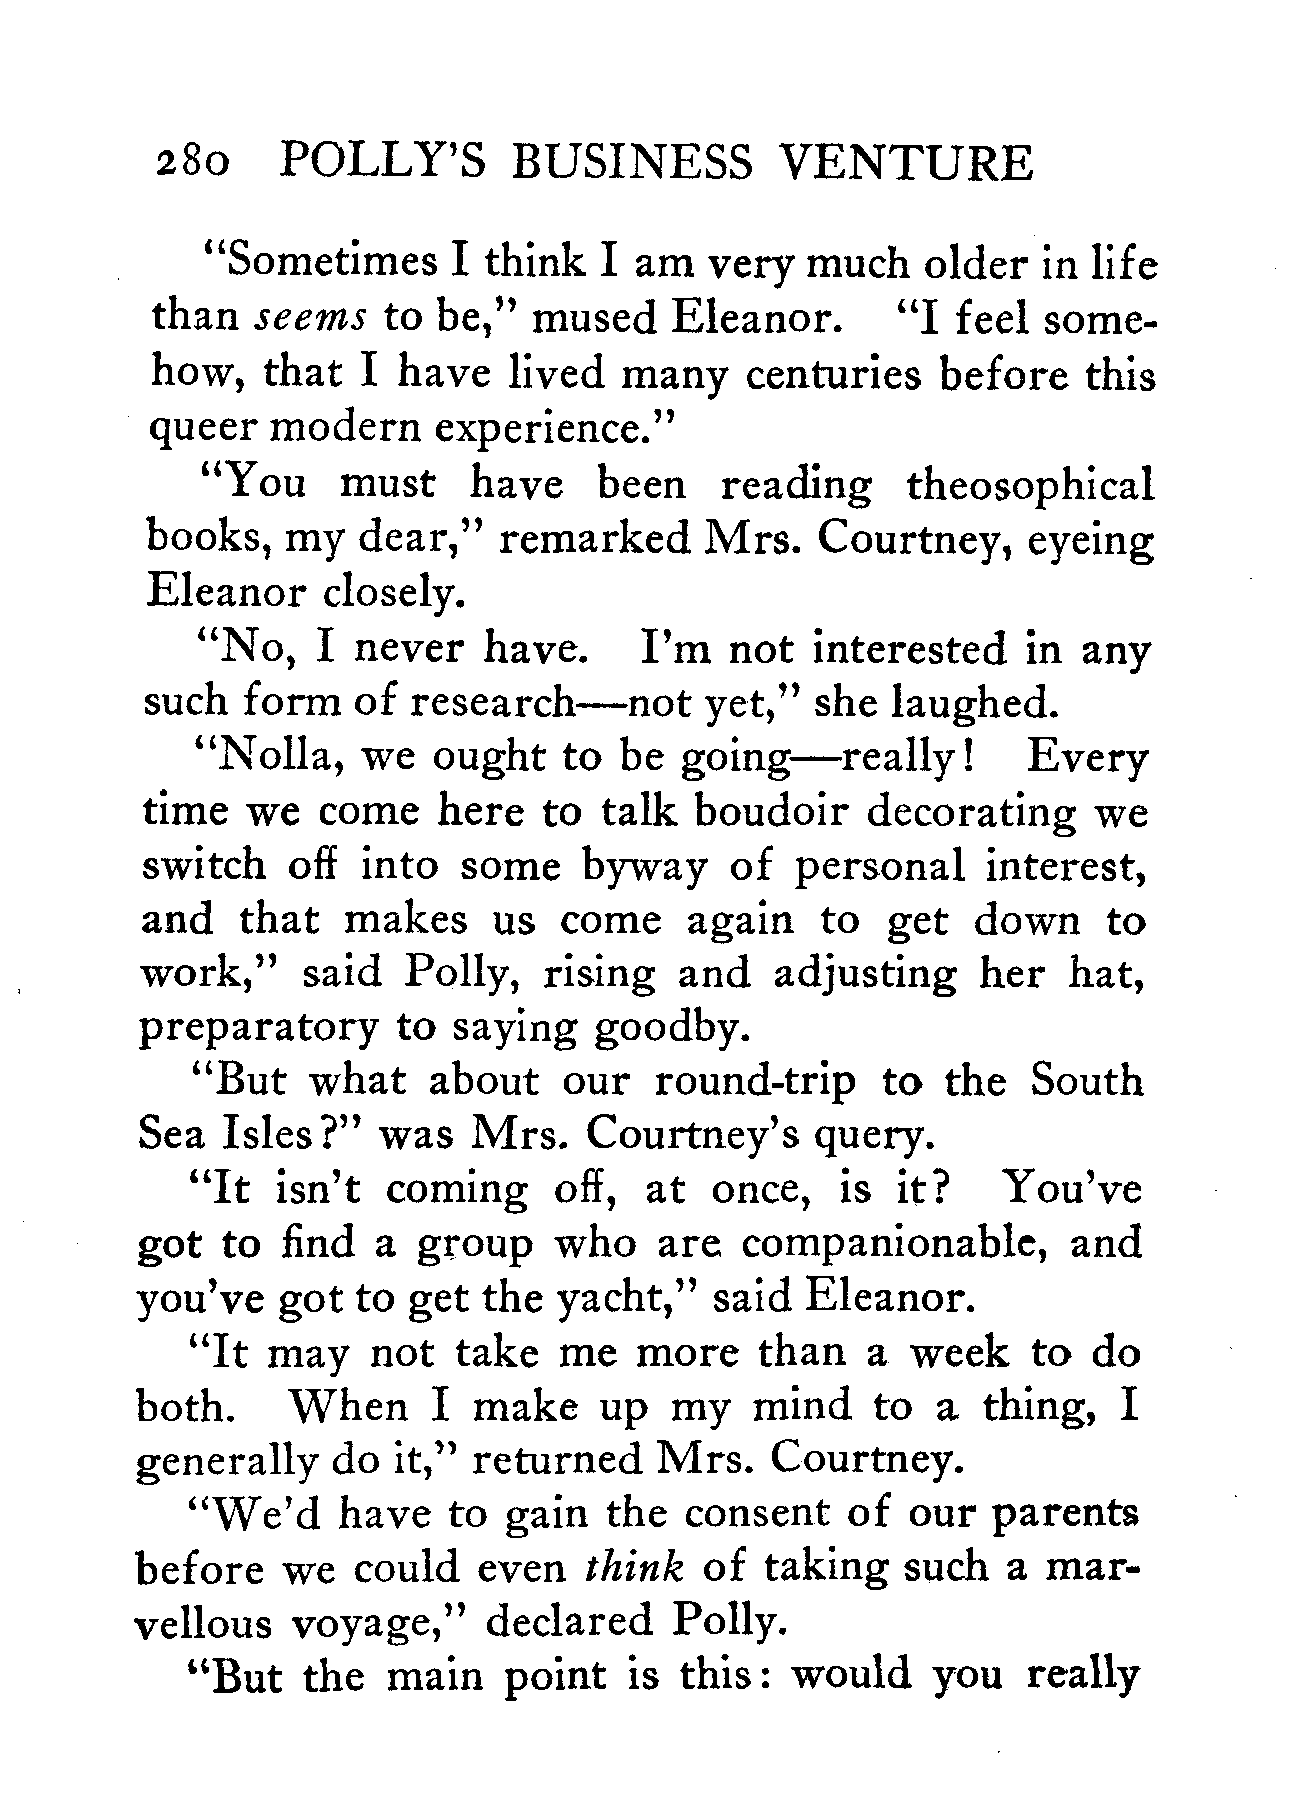 280 POLLY'S BUSINESS VENTURE
"Sometimes I think I am very much older in life
than seems to be," mused Eleanor. "I feel some-
how, that I have lived many centuries before this
queer modern experience."
"You must have been reading theosophical
books, my dear," remarked Mrs. Courtney, eyeing
Eleanor closely.
"No, I never have. I'm not interested in any
such form of research—not yet," she laughed.
"Nolla, we ought to be going—really! Every
time we come here to talk boudoir decorating we
switch off into some byway of personal interest,
and that makes us come again to get down to
work," said Polly, rising and adjusting her hat,
preparatory to saying goodby.
"But what about our round-trip to the South
Sea Isles?" was Mrs. Courtney's query.
"It isn't coming off, at once, is it? You've
got to find a group who are companionable, and
you've got to get the yacht," said Eleanor.
"It may not take me more than a week to do
both. When I make up my mind to a thing, I
generally do it," returned Mrs. Courtney.
"We'd have to gain the consent of our parents
before we could even think of taking such a mar-
vellous voyage," declared Polly.
"But the main point is this: would you really